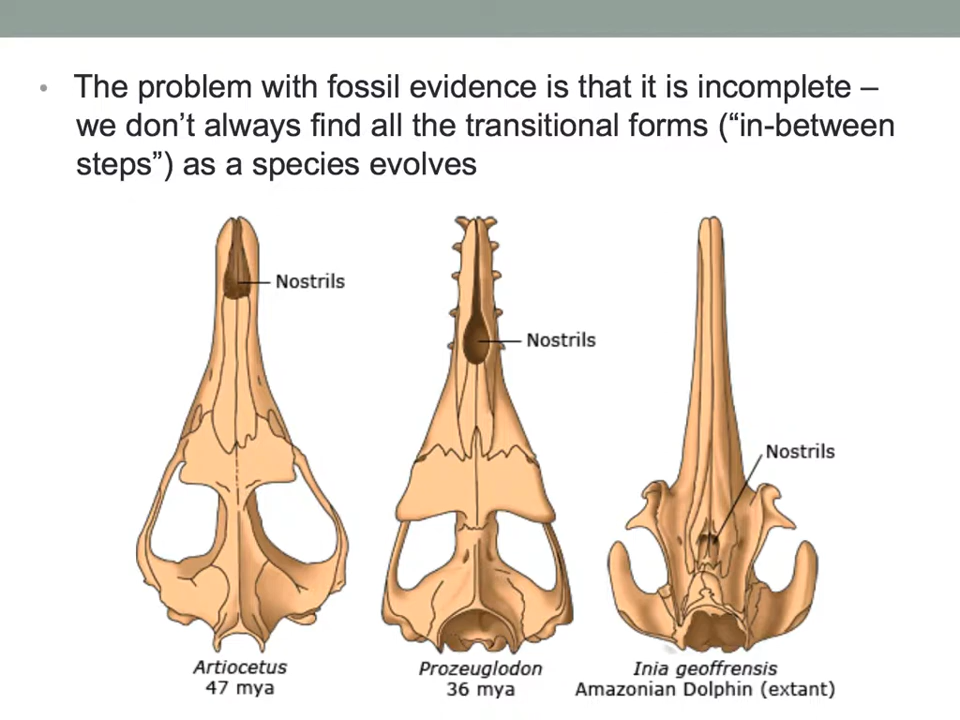 • The problem with fossil evidence is that it is incomplete –
we don’t always find all the transitional forms (“in-between
steps”) as a species evolves
Nostrils
Nostrils
Nostrils
Artiocetus
47 mya
Prozeuglodon
36 mya
Inia geoffrensis
Amazonian Dolphin (extant)